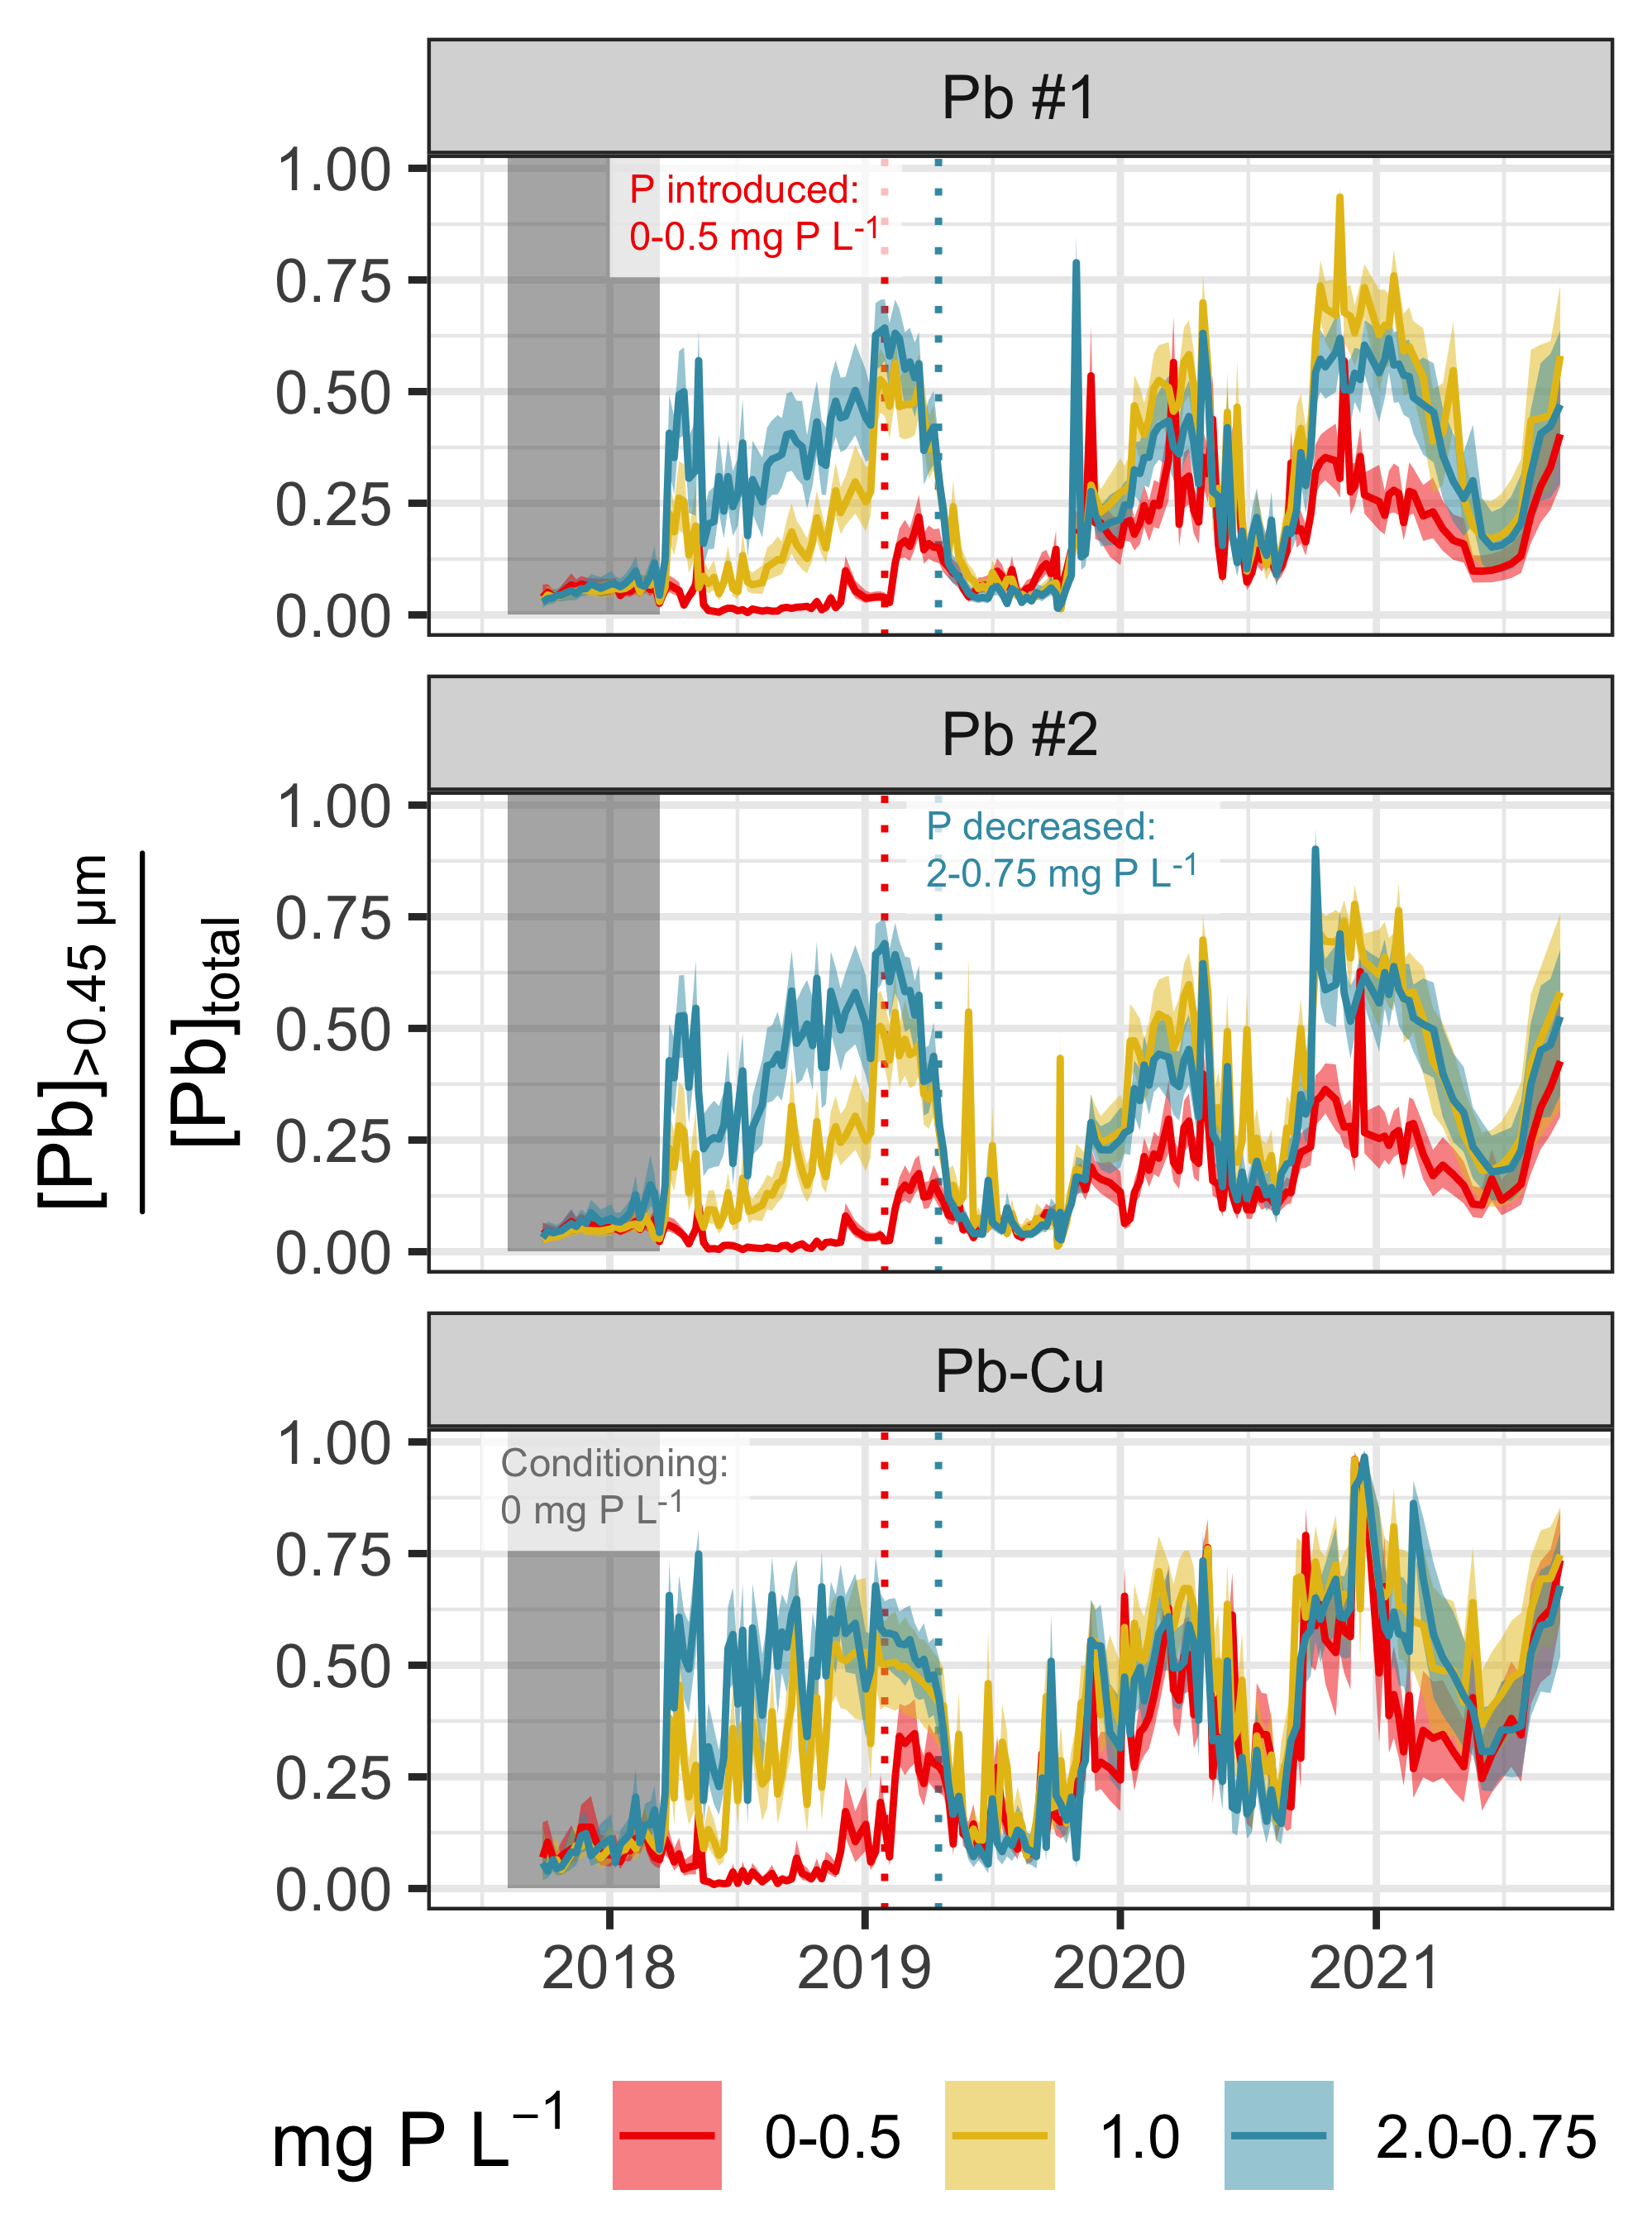 Pb #1
1.00
0.75
0.50
0.25
0.00
P introduced:
0-0.5 mg P L-1
Pb #2
1.00
0.75
0.50
0.25
0.00
P decreased:
2-0.75 mg P L-1
[Pb]>0.45 µm
[Pb]total
Pb-Cu
1.00
0.75
0.50
0.25
0.00
Conditioning:
0 mg P L-1
2018 2019 2020 2021
mg P L−1 0-0.5 1.0 2.0-0.75